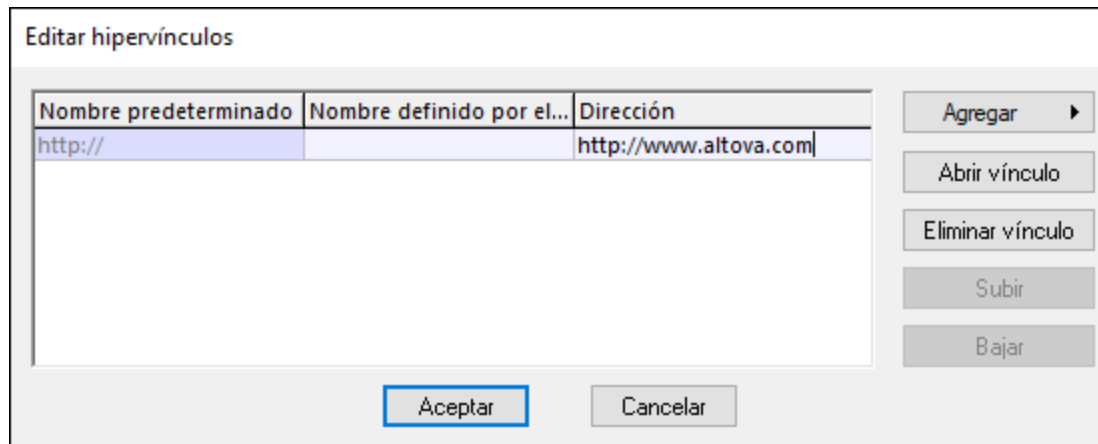 Editar hipervínculos
Nombre predeterminado Nombre definido por el... Dirección
http:// http://www.altova.com
Agregar
Abrir vínculo
Eliminar vínculo
Subir
Bajar
Aceptar Cancelar